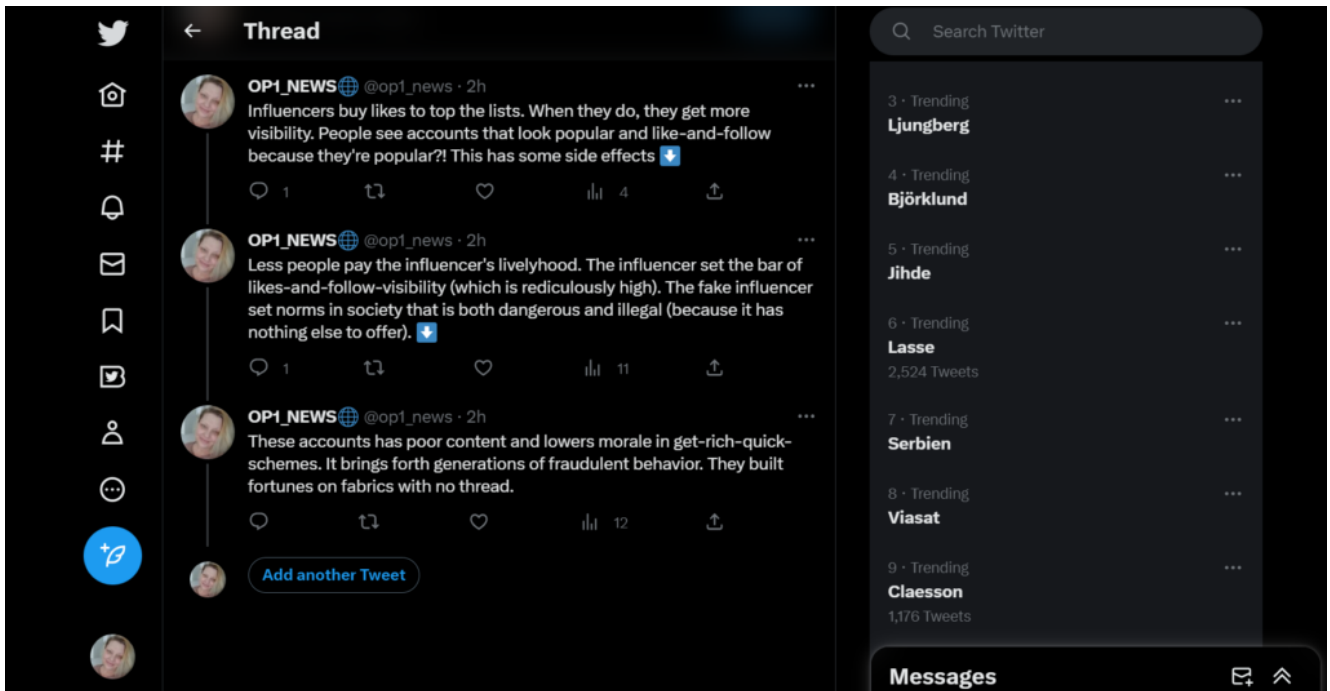 Thread
OP1_NEWS @op1_news · 2h
Influencers buy likes to top the lists. When they do, they get more
visibility. People see accounts that look popular and like-and-follow
because they're popular?! This has some side effects ⬇️
1 4
OP1_NEWS @op1_news · 2h
Less people pay the influencer's livelyhood. The influencer set the bar of
likes-and-follow-visibility (which is rediculously high). The fake influencer
set norms in society that is both dangerous and illegal (because it has
nothing else to offer). ⬇️
1 11
OP1_NEWS @op1_news · 2h
These accounts has poor content and lowers morale in get-rich-quick-
schemes. It brings forth generations of fraudulent behavior. They built
fortunes on fabrics with no thread.
12
Add another Tweet
Search Twitter
3 · Trending
Ljungberg
4 · Trending
Björklund
5 · Trending
Jihde
6 · Trending
Lasse
2,524 Tweets
7 · Trending
Serbien
8 · Trending
Viasat
9 · Trending
Claesson
1,176 Tweets
Messages